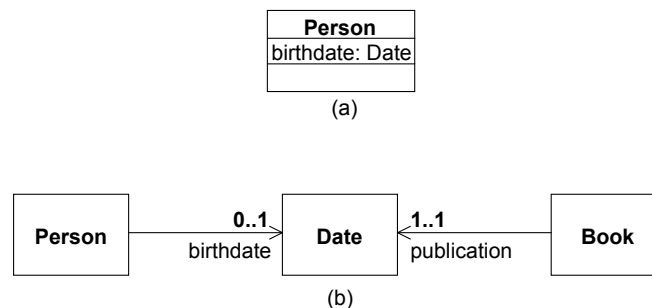 Person
birthdate: Date
(a)
0..1 1..1
Person Date Book
birthdate publication
(b)